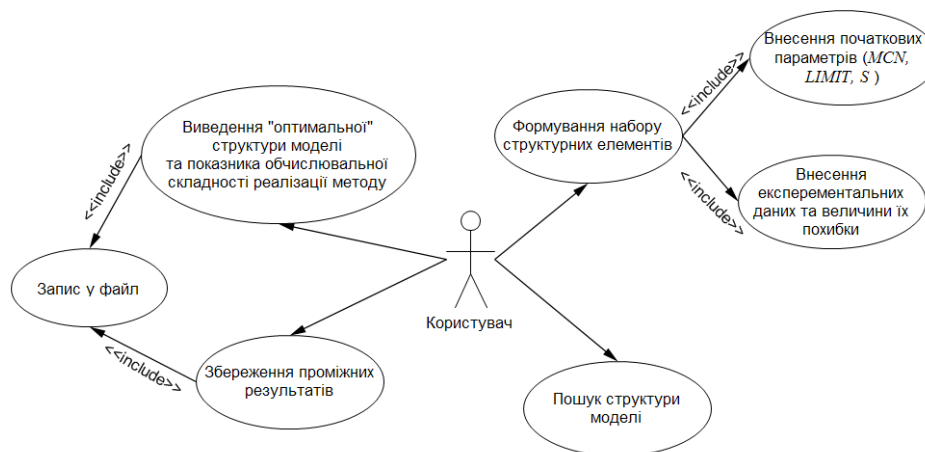 Внесення початкових
параметрів (MCN,
LIMIT, S )
<<include>>
Виведення "оптимальної"
структури моделі
та показника обчислювальної
складності реалізації методу
Формування набору
структурних елементів
<<include>>
Внесення
експерементальних
даних та величини їх
похибки
<<include>>
Запис у файл
Користувач
<<include>>
Збереження проміжних
результатів
Пошук структури
моделі